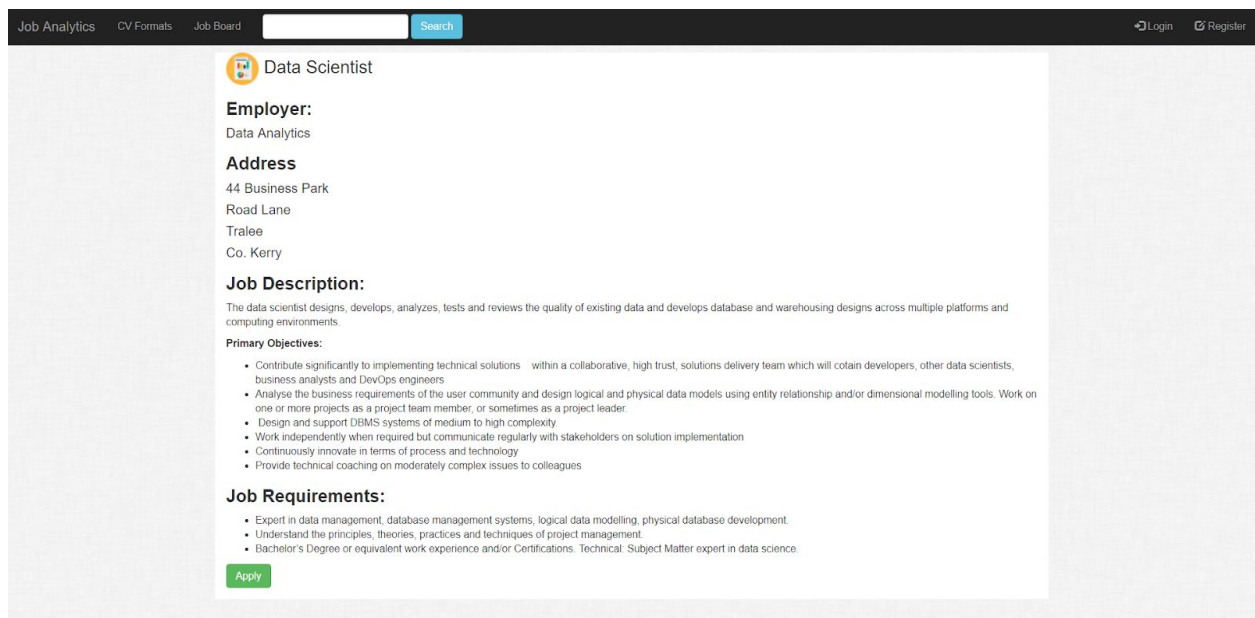 Job Analytics CV Formats Job Board Search Login Register
Data Scientist
Employer:
Data Analytics
Address
44 Business Park
Road Lane
Tralee
Co. Kerry
Job Description:
The data scientist designs, develops, analyzes, tests and reviews the quality of existing data and develops database and warehousing designs across multiple platforms and
computing environments.
Primary Objectives:
• Contribute significantly to implementing technical solutions within a collaborative, high trust, solutions delivery team which will cotain developers, other data scientists,
business analysts and DevOps engineers
• Analyse the business requirements of the user community and design logical and physical data models using entity relationship and/or dimensional modelling tools. Work on
one or more projects as a project team member, or sometimes as a project leader.
• Design and support DBMS systems of medium to high complexity.
• Work independently when required but communicate regularly with stakeholders on solution implementation
• Continuously innovate in terms of process and technology
• Provide technical coaching on moderately complex issues to colleagues
Job Requirements:
• Expert in data management, database management systems, logical data modelling, physical database development.
• Understand the principles, theories, practices and techniques of project management.
• Bachelor's Degree or equivalent work experience and/or Certifications. Technical: Subject Matter expert in data science.
Apply